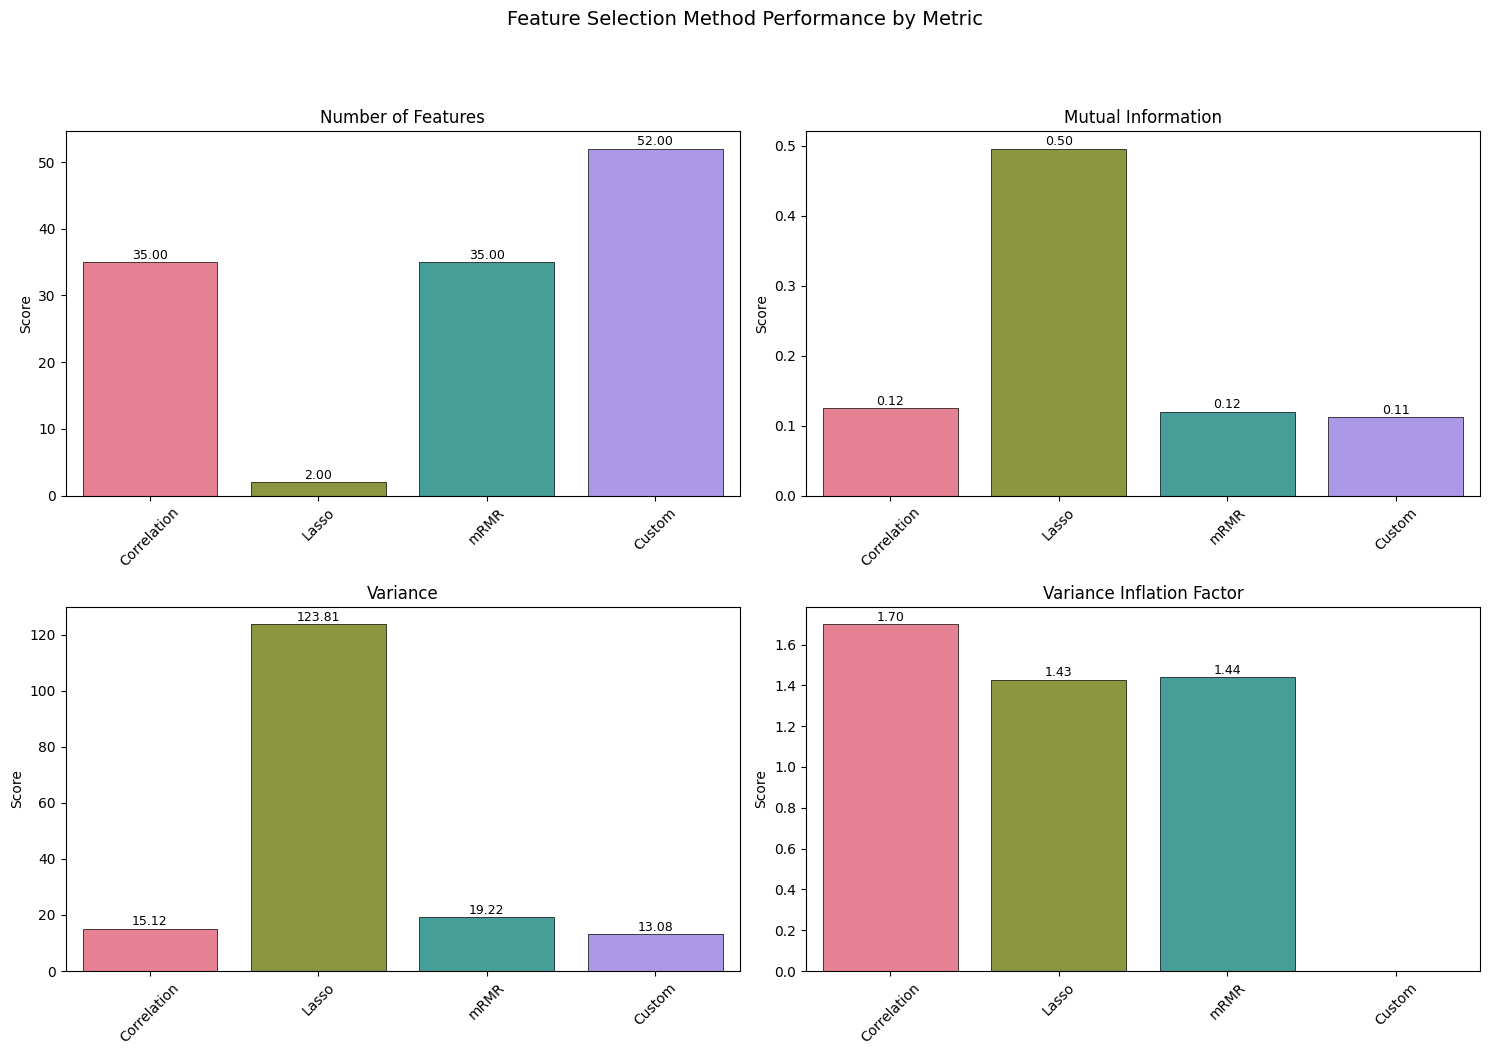 Feature Selection Method Performance by Metric
Number of Features
Score
50
40
30
20
10
0
35.00
2.00
35.00
52.00
Correlation
Lasso
mRMR
Custom
Mutual Information
Score
0.5
0.4
0.3
0.2
0.1
0.0
0.12
0.50
0.12
0.11
Correlation
Lasso
mRMR
Custom
Variance
Score
120
100
80
60
40
20
0
15.12
123.81
19.22
13.08
Correlation
Lasso
mRMR
Custom
Variance Inflation Factor
Score
1.6
1.4
1.2
1.0
0.8
0.6
0.4
0.2
0.0
1.70
1.43
1.44
Correlation
Lasso
mRMR
Custom